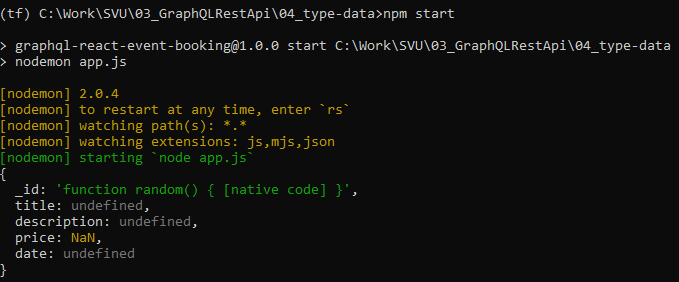 (tf) C:\Work\SVU\03_GraphQLRestApi\04_type-data>npm start
> graphql-react-event-booking@1.0.0 start C:\Work\SVU\03_GraphQLRestApi\04_type-data
> nodemon app.js
[nodemon] 2.0.4
[nodemon] to restart at any time, enter `rs`
[nodemon] watching path(s): *.*
[nodemon] watching extensions: js,mjs,json
[nodemon] starting `node app.js`
{
  _id: 'function random() { [native code] }',
  title: undefined,
  description: undefined,
  price: NaN,
  date: undefined
}